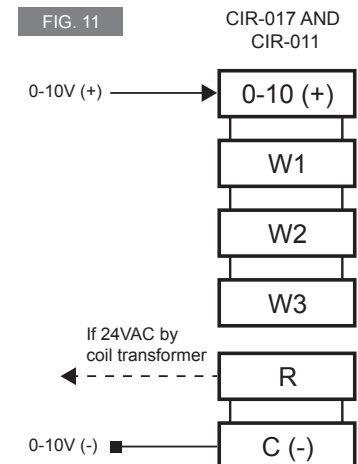 FIG. 11
CIR-017 AND
CIR-011
0-10V (+)
0-10 (+)
W1
W2
W3
If 24VAC by
coil transformer
R
0-10V (-)
C (-)